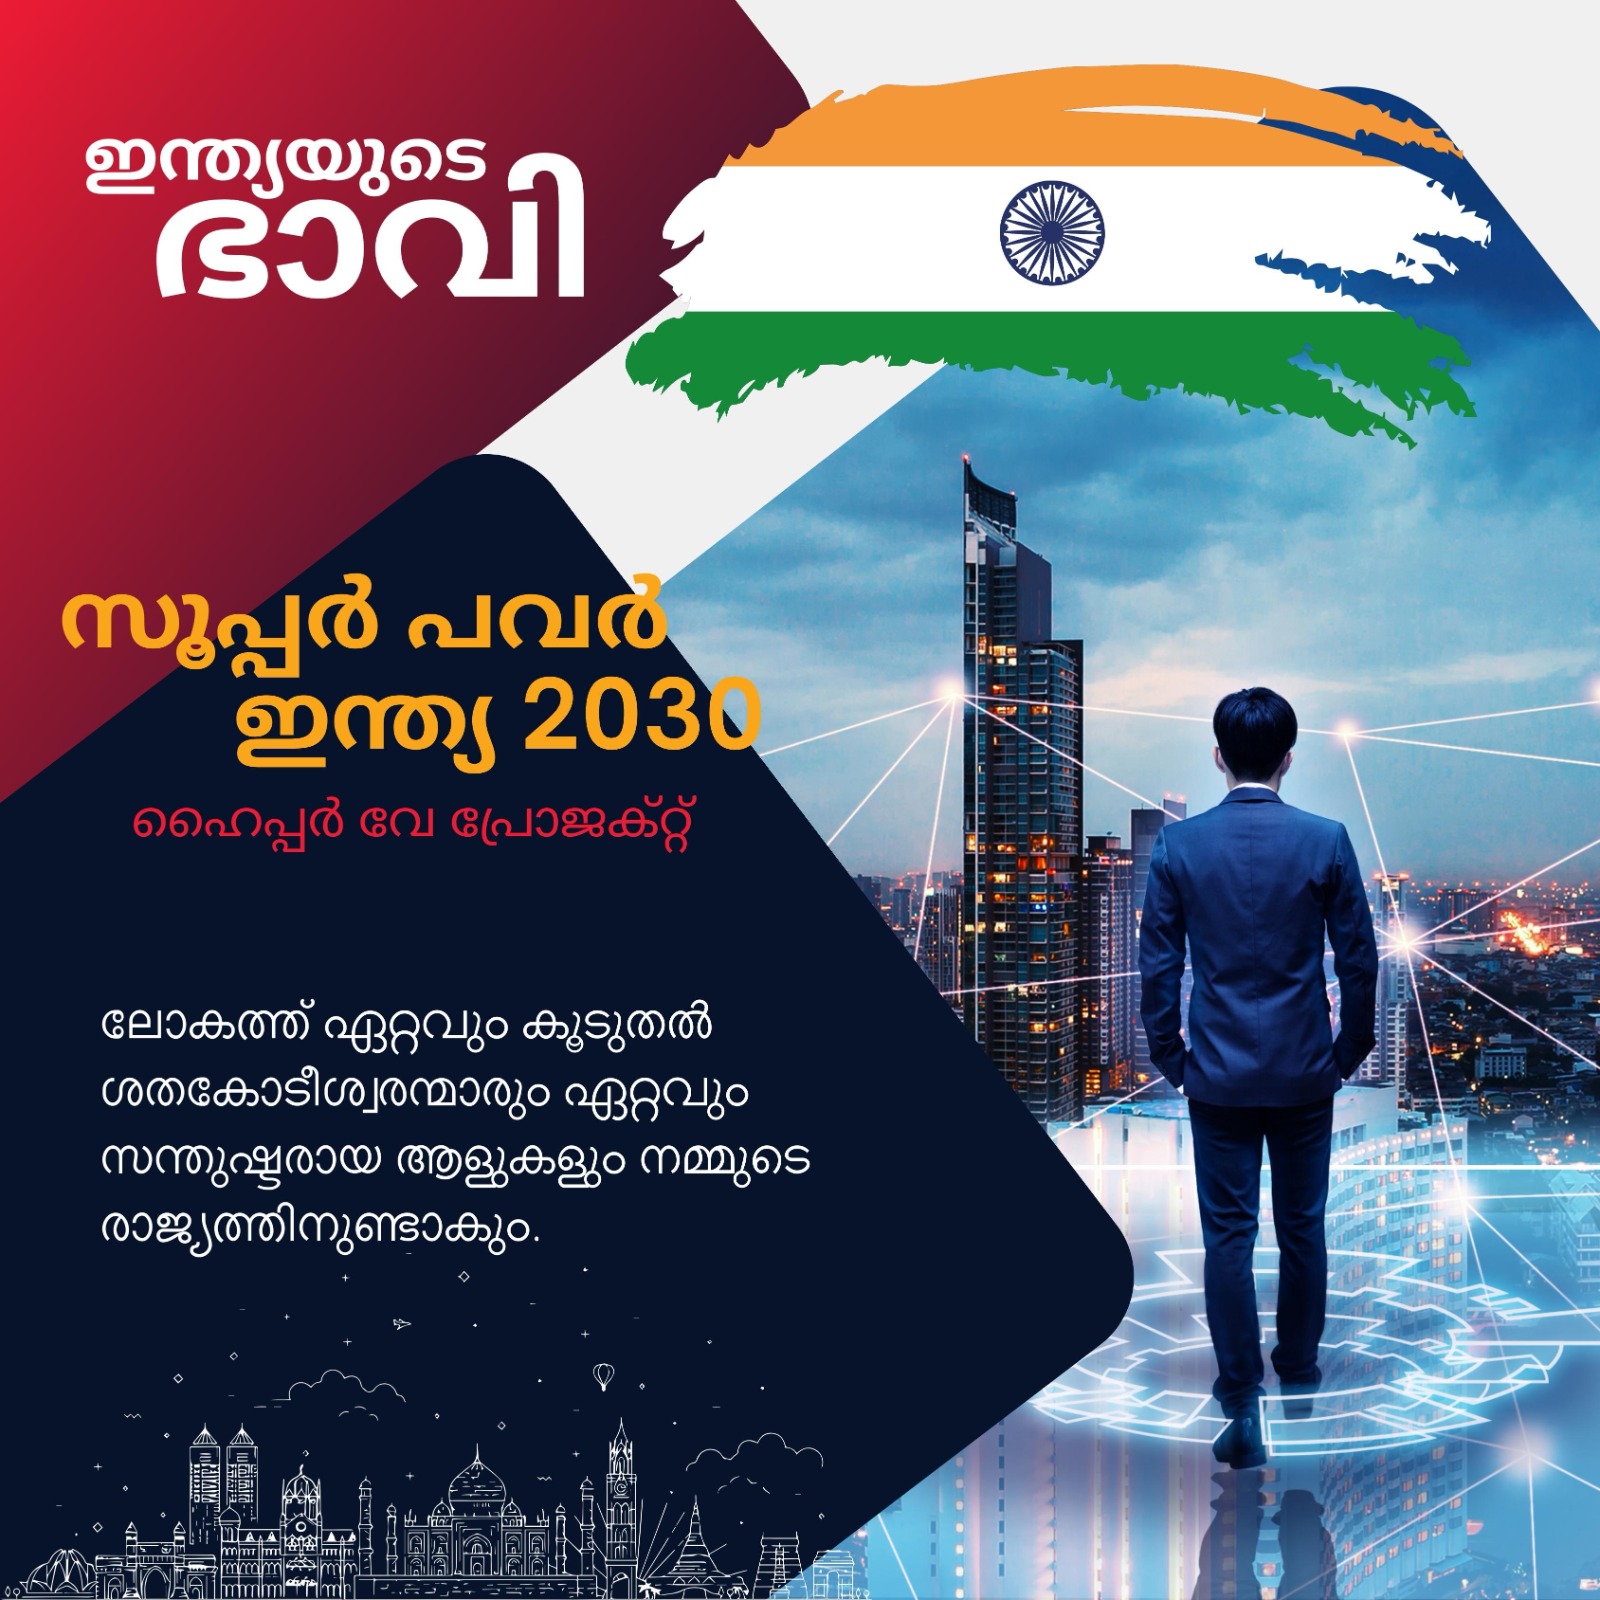 ഇന്ത്യയുടെ
ഭാവി
സൂപ്പർ പവർ
ഇന്ത്യ 2030
ഹൈപ്പർ വേ പ്രോജക്റ്റ്
ലോകത്ത് ഏറ്റവും കൂടുതൽ
ശതകോടീശ്വരന്മാരും ഏറ്റവും
സന്തുഷ്ടരായ ആളുകളും നമ്മുടെ
രാജ്യത്തിനുണ്ടാകും.